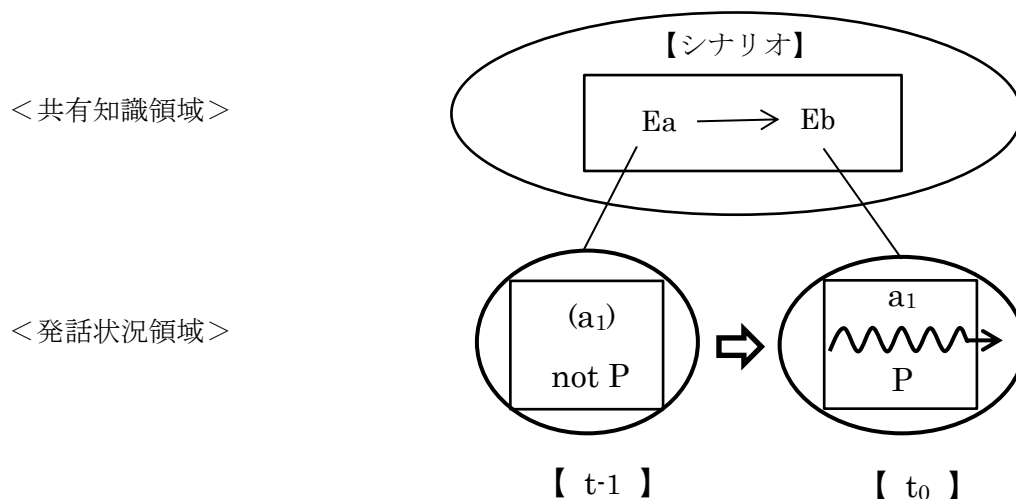 【シナリオ】
＜共有知識領域＞
Ea
Eb
＜発話状況領域＞
(a₁)
not P
a₁
P
【 t-1 】
【 t₀ 】